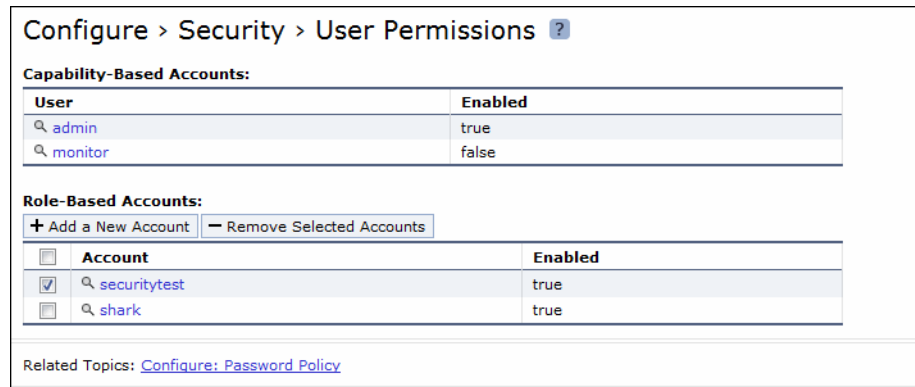 Configure › Security › User Permissions ?
Capability-Based Accounts:
User Enabled
admin true
monitor false
Role-Based Accounts:
+ Add a New Account − Remove Selected Accounts
Account Enabled
securitytest true
shark true
Related Topics: Configure: Password Policy